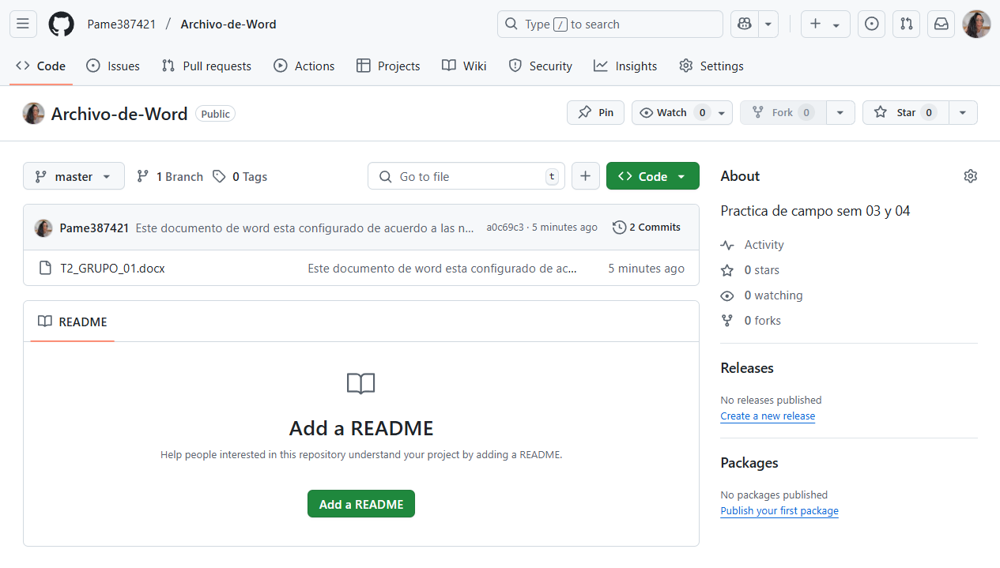 Pame387421 / Archivo-de-Word
Type / to search
Code Issues Pull requests Actions Projects Wiki Security Insights Settings
Archivo-de-Word Public
Pin Watch 0 Fork 0 Star 0
master 1 Branch 0 Tags Go to file t Code
Pame387421 Este documento de word esta configurado de acuerdo a las n... a0c69c3 · 5 minutes ago 2 Commits
T2_GRUPO_01.docx Este documento de word esta configurado de ac... 5 minutes ago
README
Add a README
Help people interested in this repository understand your project by adding a README.
Add a README
About
Practica de campo sem 03 y 04
Activity
0 stars
0 watching
0 forks
Releases
No releases published
Create a new release
Packages
No packages published
Publish your first package